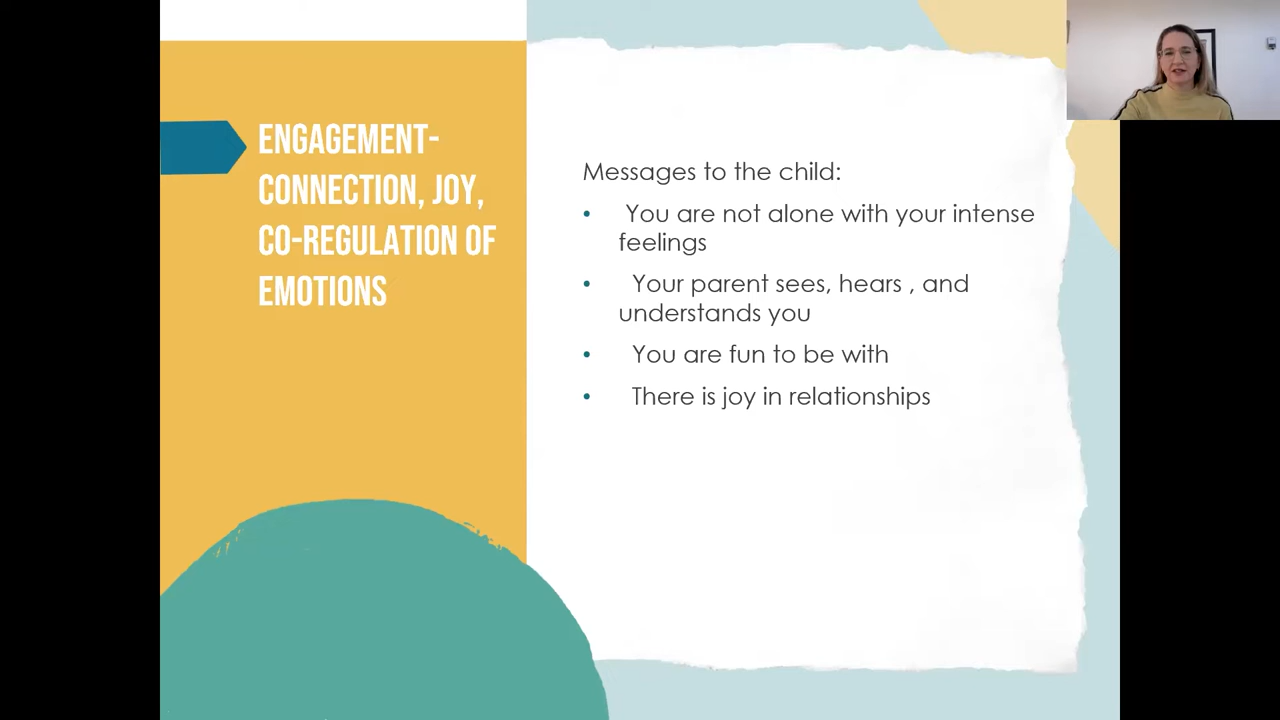 ENGAGEMENT-
CONNECTION, JOY,
CO-REGULATION OF
EMOTIONS
Messages to the child:
• You are not alone with your intense
feelings
• Your parent sees, hears , and
understands you
• You are fun to be with
• There is joy in relationships